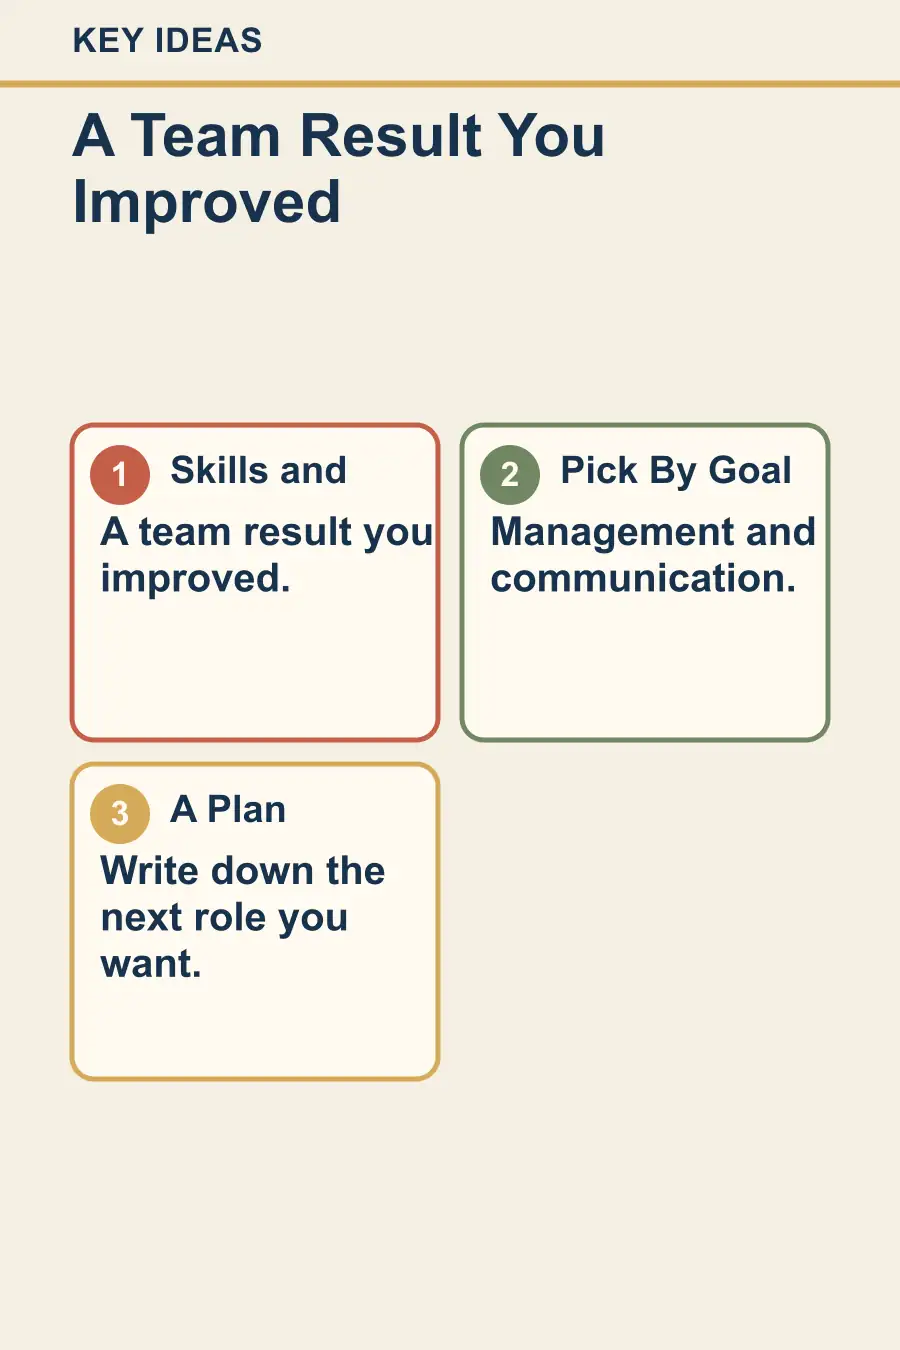 KEY IDEAS
A Team Result You
Improved
1 Skills and
A team result you
improved.
2 Pick By Goal
Management and
communication.
3 A Plan
Write down the
next role you
want.